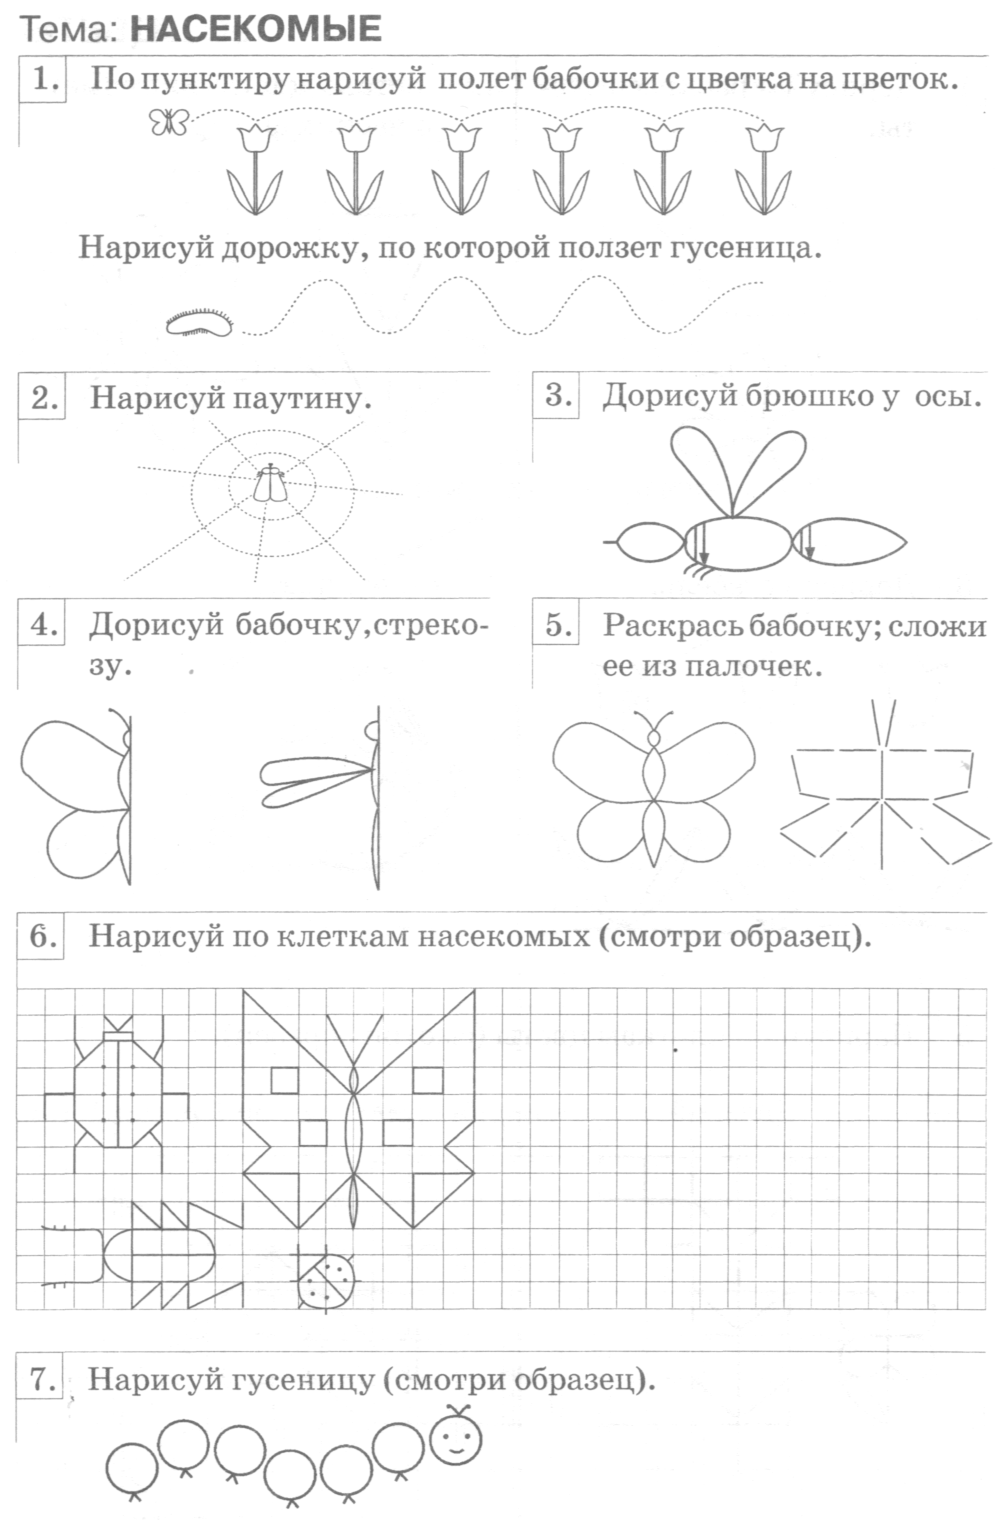 Тема: НАСЕКОМЫЕ
1. По пунктиру нарисуй полет бабочки с цветка на цветок.
Нарисуй дорожку, по которой ползет гусеница.
2. Нарисуй паутину.
3. Дорисуй брюшко у осы.
4. Дорисуй бабочку,стреко-
зу.
5. Раскрась бабочку; сложи
ее из палочек.
6. Нарисуй по клеткам насекомых (смотри образец).
7. Нарисуй гусеницу (смотри образец).